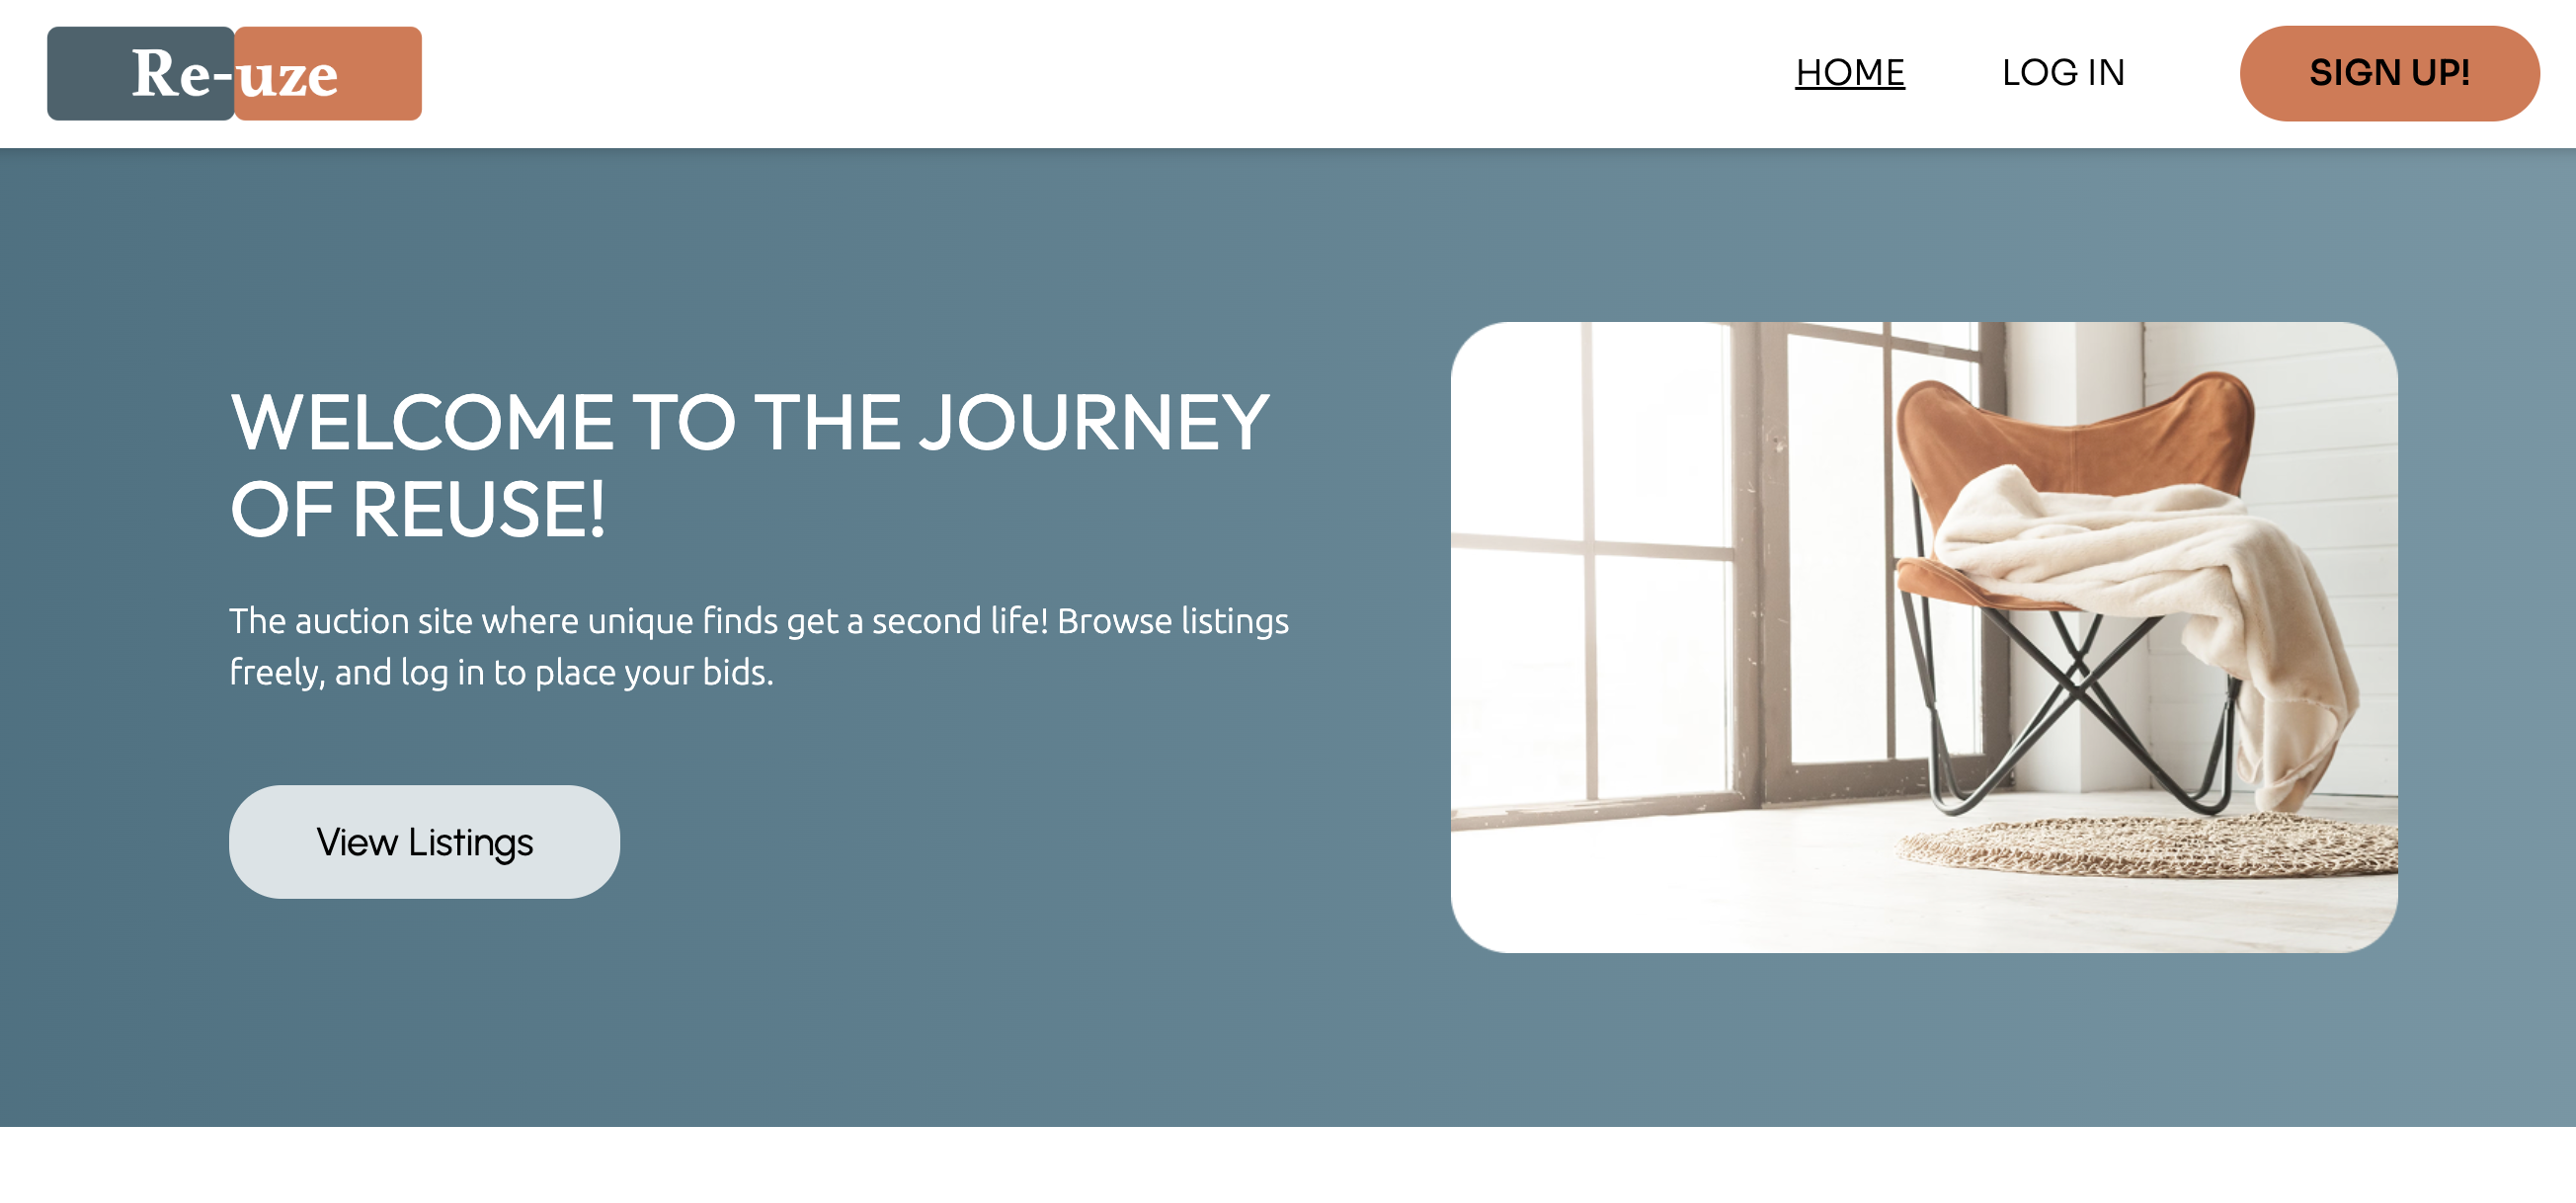 Re-uze
HOME
LOG IN
SIGN UP!
WELCOME TO THE JOURNEY
OF REUSE!
The auction site where unique finds get a second life! Browse listings
freely, and log in to place your bids.
View Listings